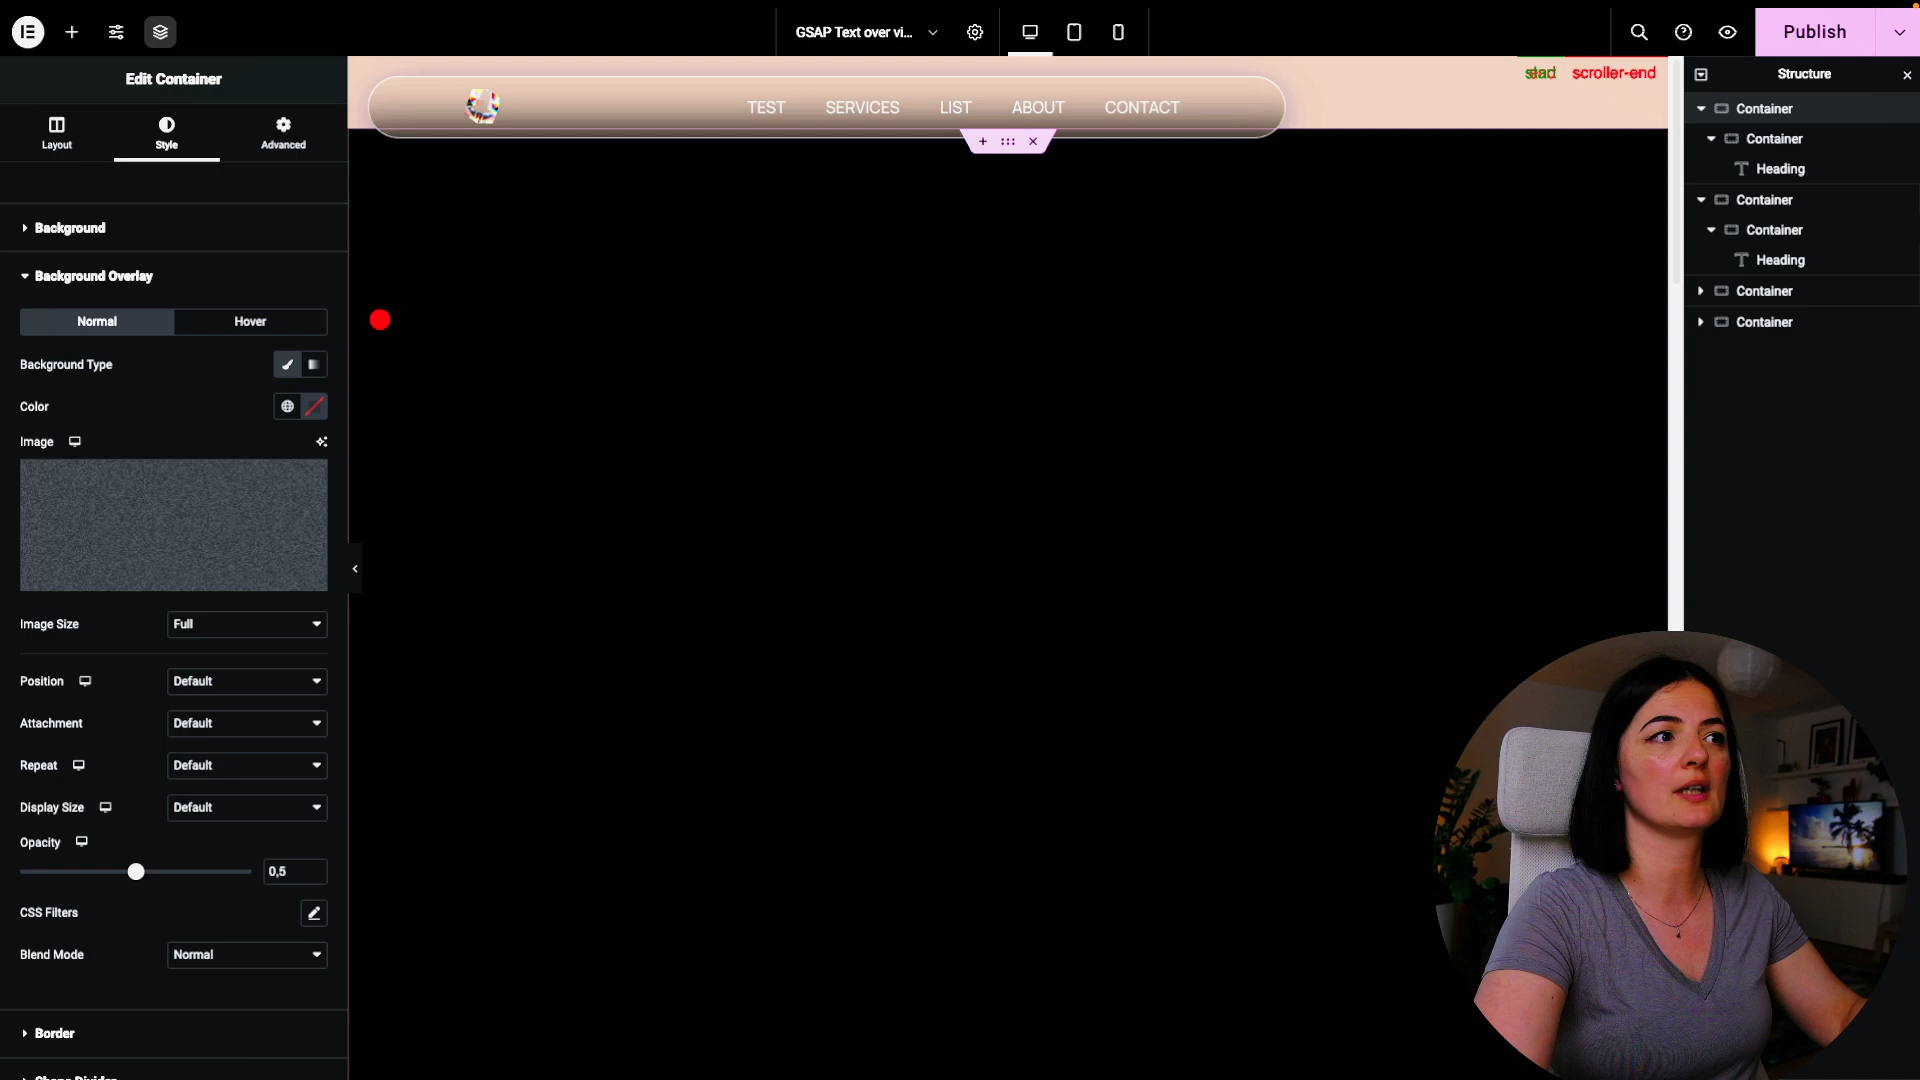 GSAP Text over vi...
Publish
Edit Container
Layout
Style
Advanced
Background
Background Overlay
Normal
Hover
Background Type
Color
Image
Image Size
Full
Position
Default
Attachment
Default
Repeat
Default
Display Size
Default
Opacity
0,5
CSS Filters
Blend Mode
Normal
Border
TEST
SERVICES
LIST
ABOUT
CONTACT
scroller-end
Structure
Container
Container
Heading
Container
Container
Heading
Container
Container